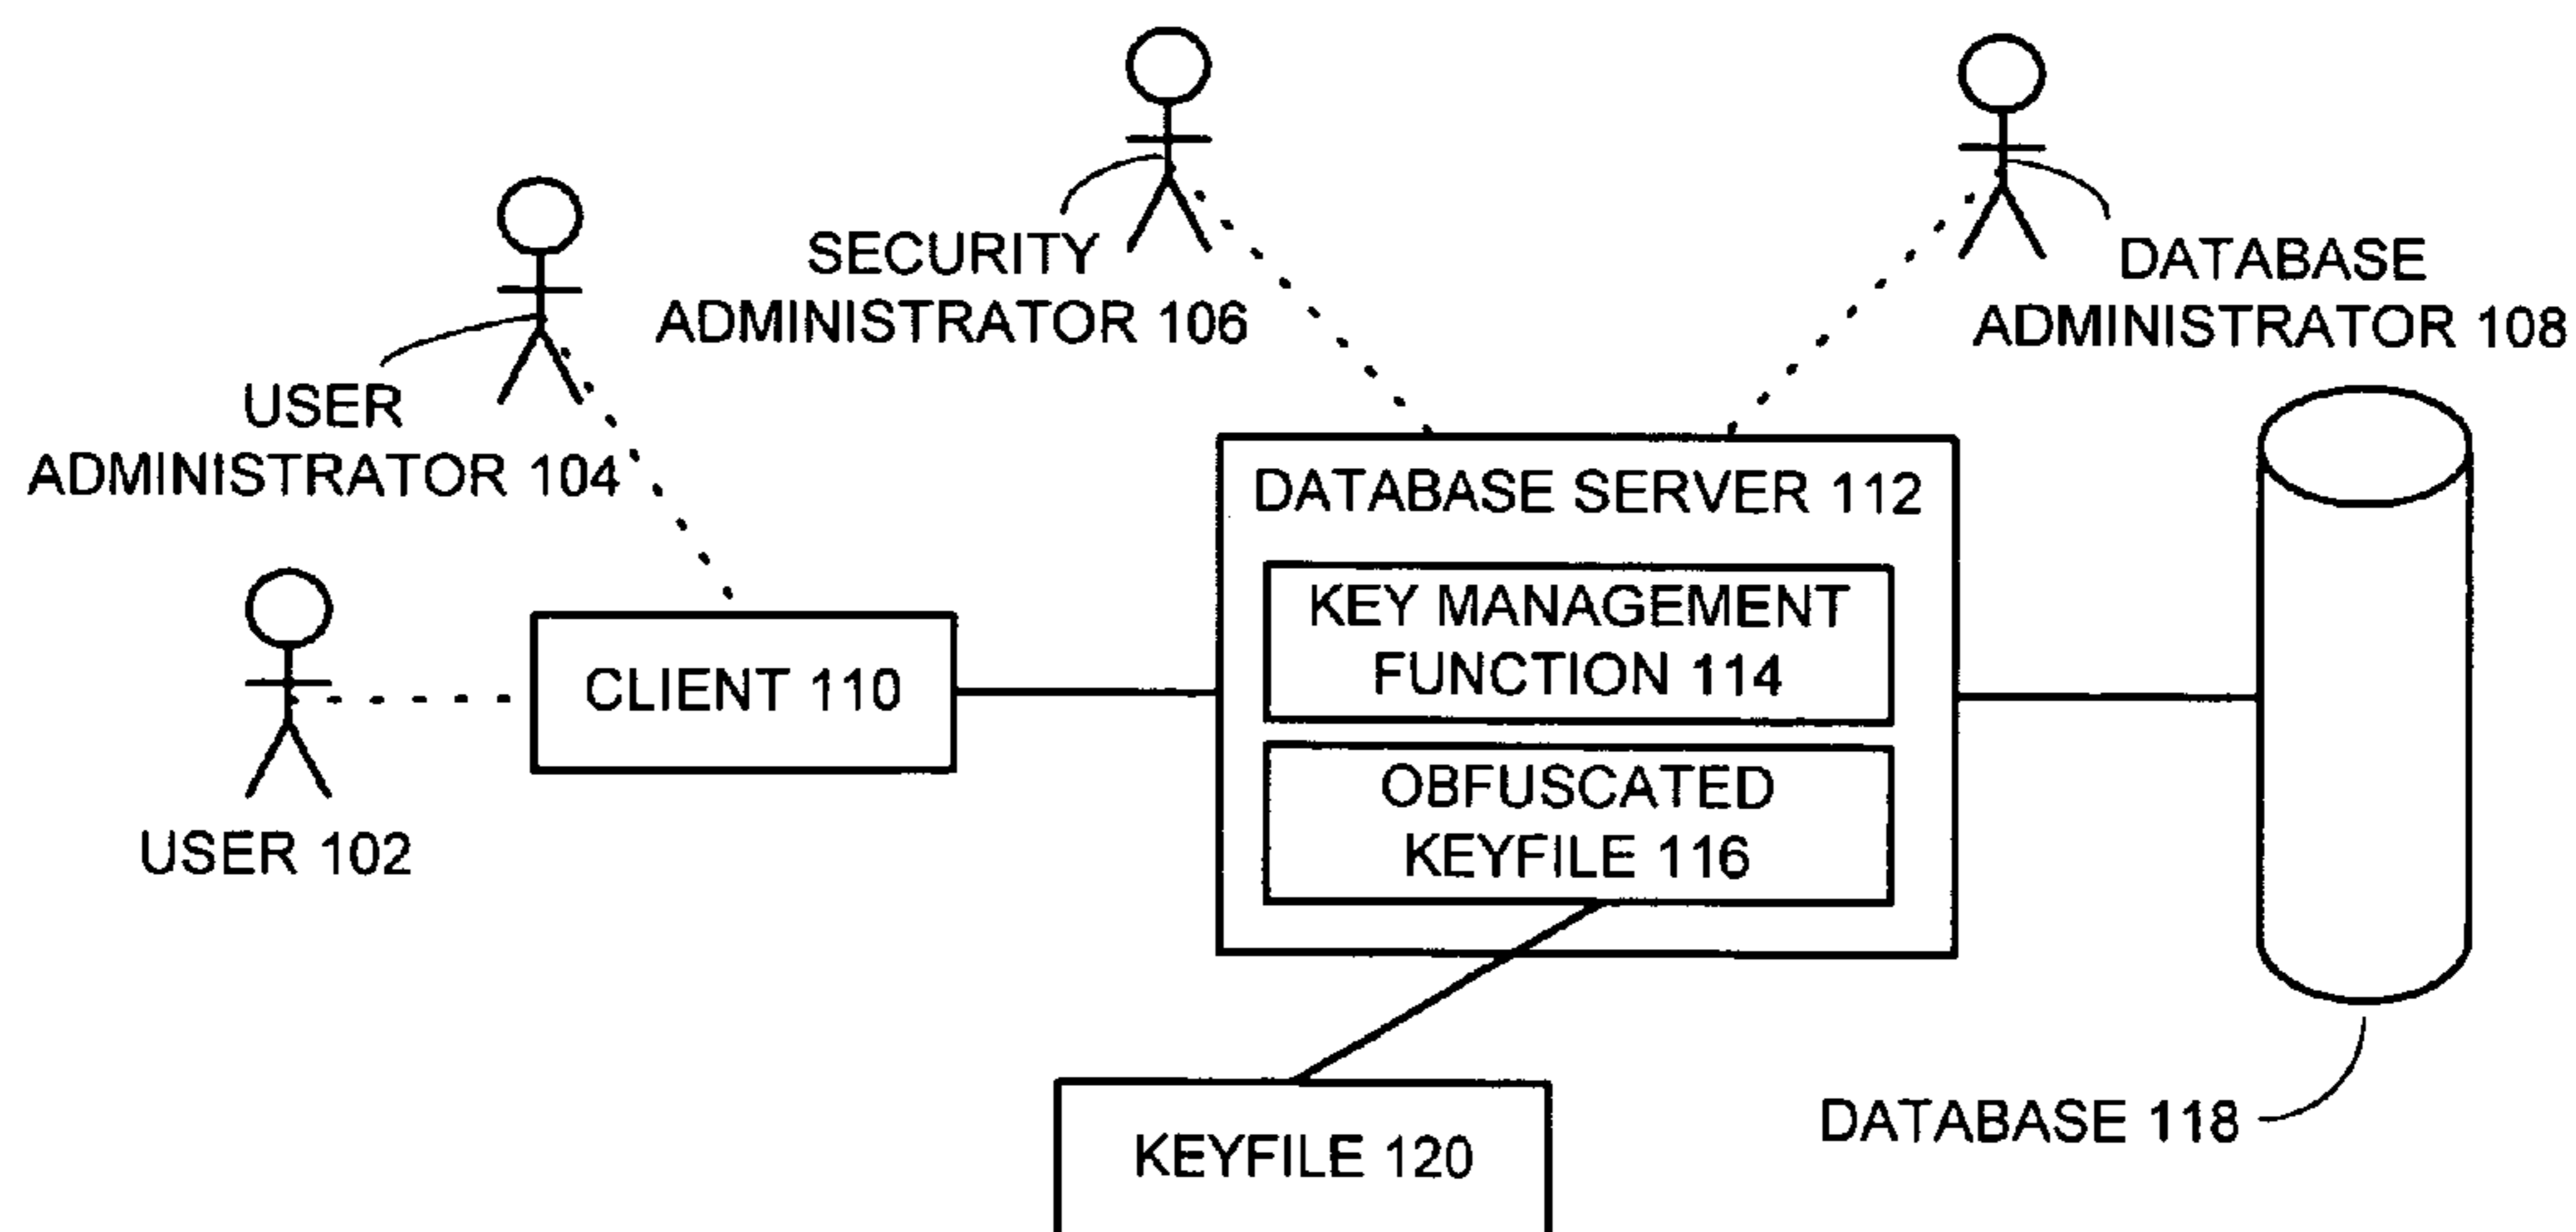 SECURITY
ADMINISTRATOR 106
DATABASE
ADMINISTRATOR 108
USER
ADMINISTRATOR 104
DATABASE SERVER 112
KEY MANAGEMENT
FUNCTION 114
CLIENT 110
OBFUSCATED
KEYFILE 116
USER 102
DATABASE 118
KEYFILE 120